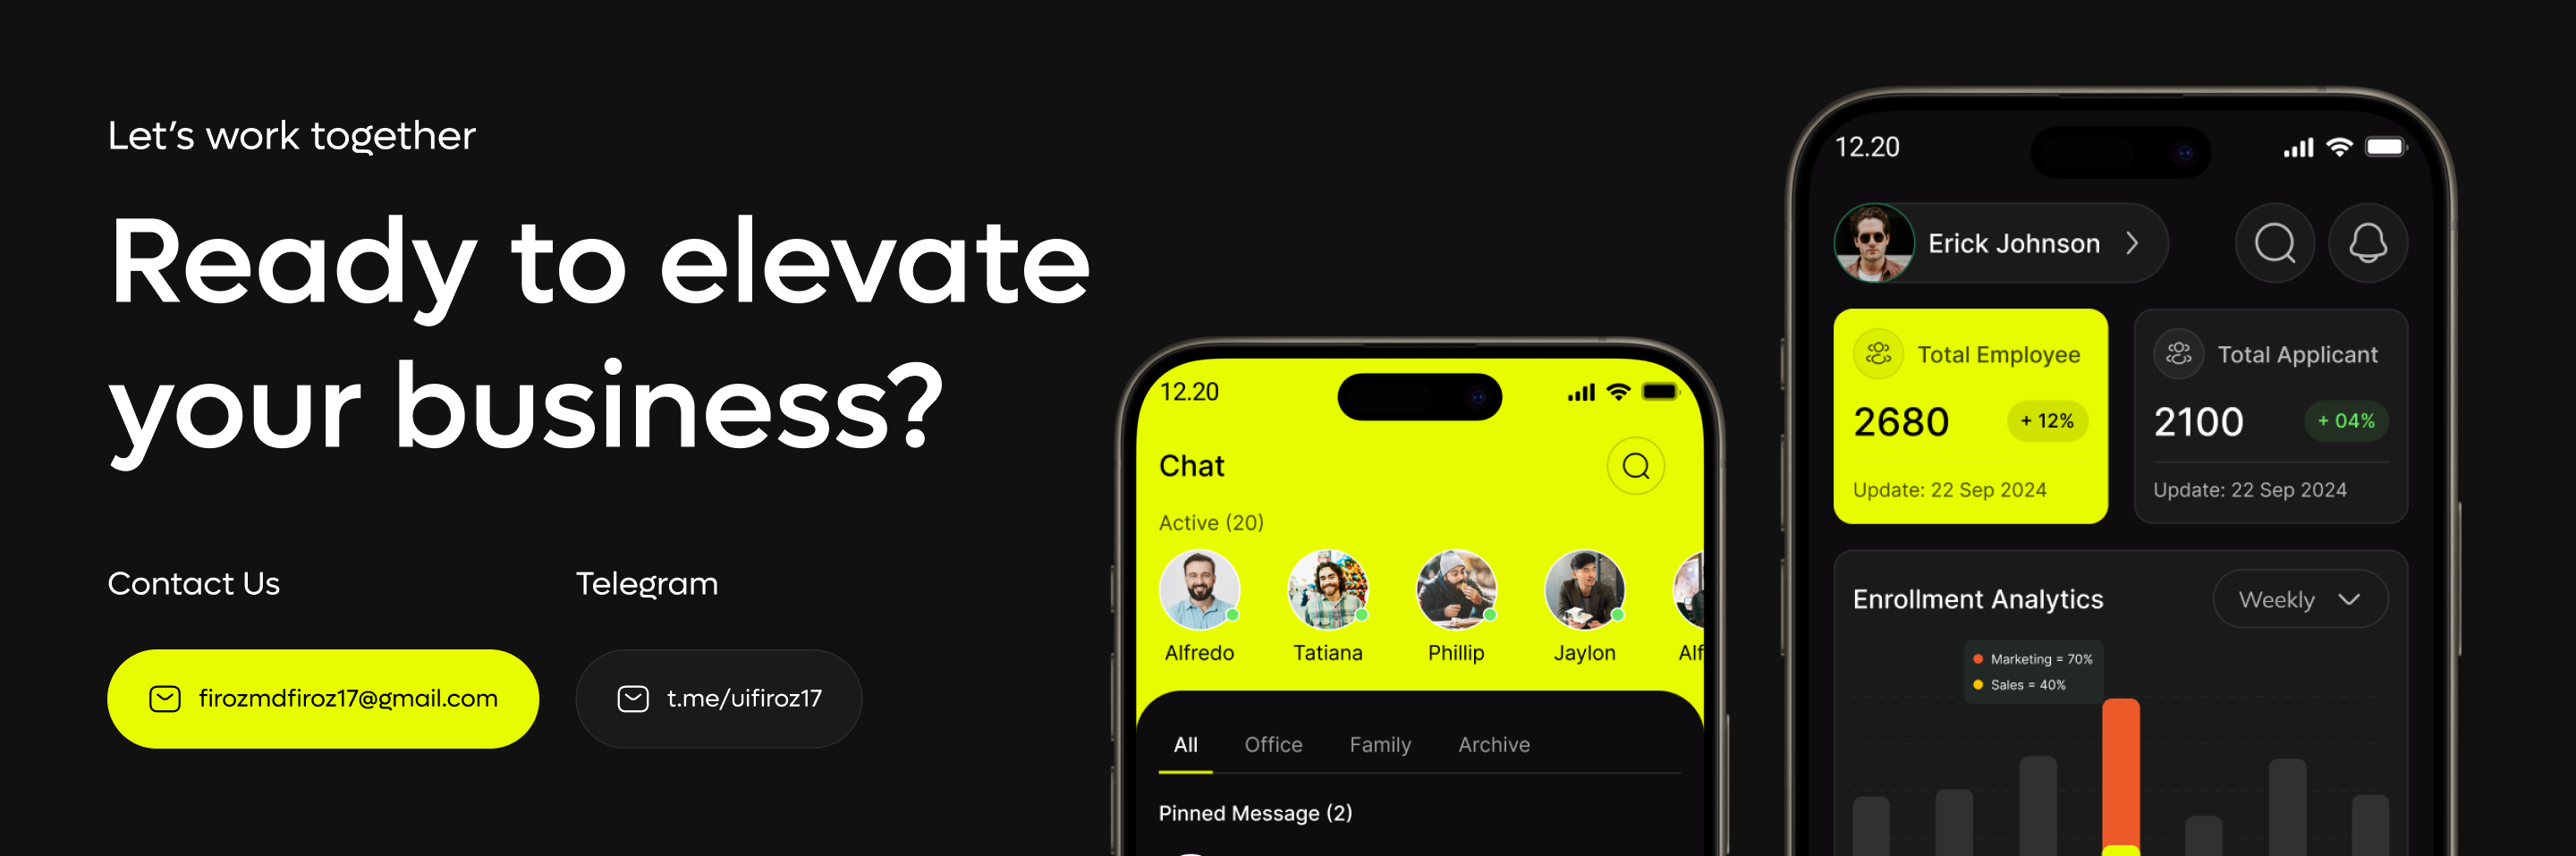 Let’s work together
Ready to elevate
your business?
Contact Us
firozmdfiroz17@gmail.com
Telegram
t.me/uifiroz17
12.20
Chat
Active (20)
Alfredo
Tatiana
Phillip
Jaylon
Alf
All
Office
Family
Archive
Pinned Message (2)
12.20
Erick Johnson
Total Employee
2680
+ 12%
Update: 22 Sep 2024
Total Applicant
2100
+ 04%
Update: 22 Sep 2024
Enrollment Analytics
Weekly
Marketing = 70%
Sales = 40%